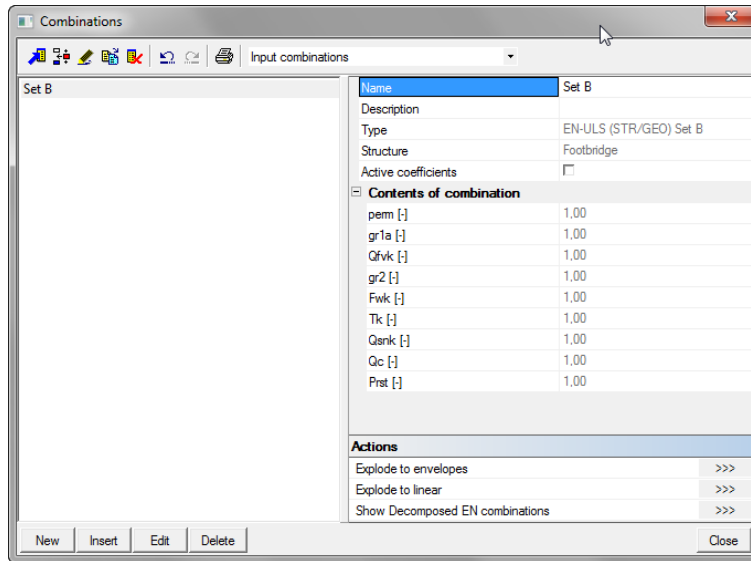 Combinations
Input combinations
Set B
Name Set B
Description
Type EN-ULS (STR/GEO) Set B
Structure Footbridge
Active coefficients
Contents of combination
perm [-] 1,00
gr1a [-] 1,00
Qfvk [-] 1,00
gr2 [-] 1,00
Fwk [-] 1,00
Tk [-] 1,00
Qsnk [-] 1,00
Qc [-] 1,00
Prst [-] 1,00
Actions
Explode to envelopes >>>
Explode to linear >>>
Show Decomposed EN combinations >>>
New Insert Edit Delete Close